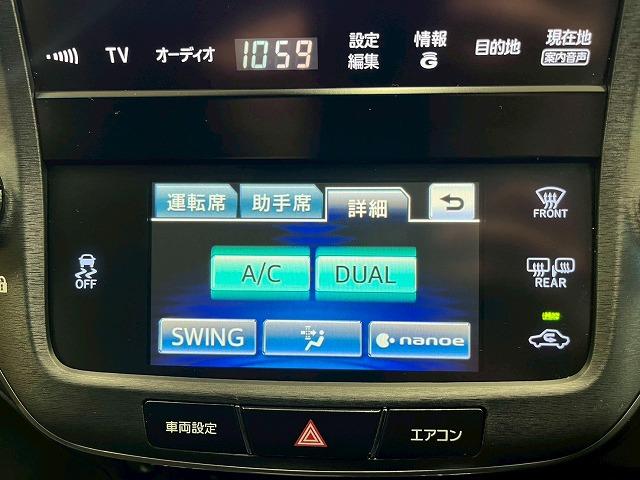 TV オーディオ 10:59 設定 編集 情報 G 目的地 現在地 案内音声
運転席 助手席 詳細
A/C DUAL
SWING nanoe
OFF
FRONT
REAR
車両設定 エアコン